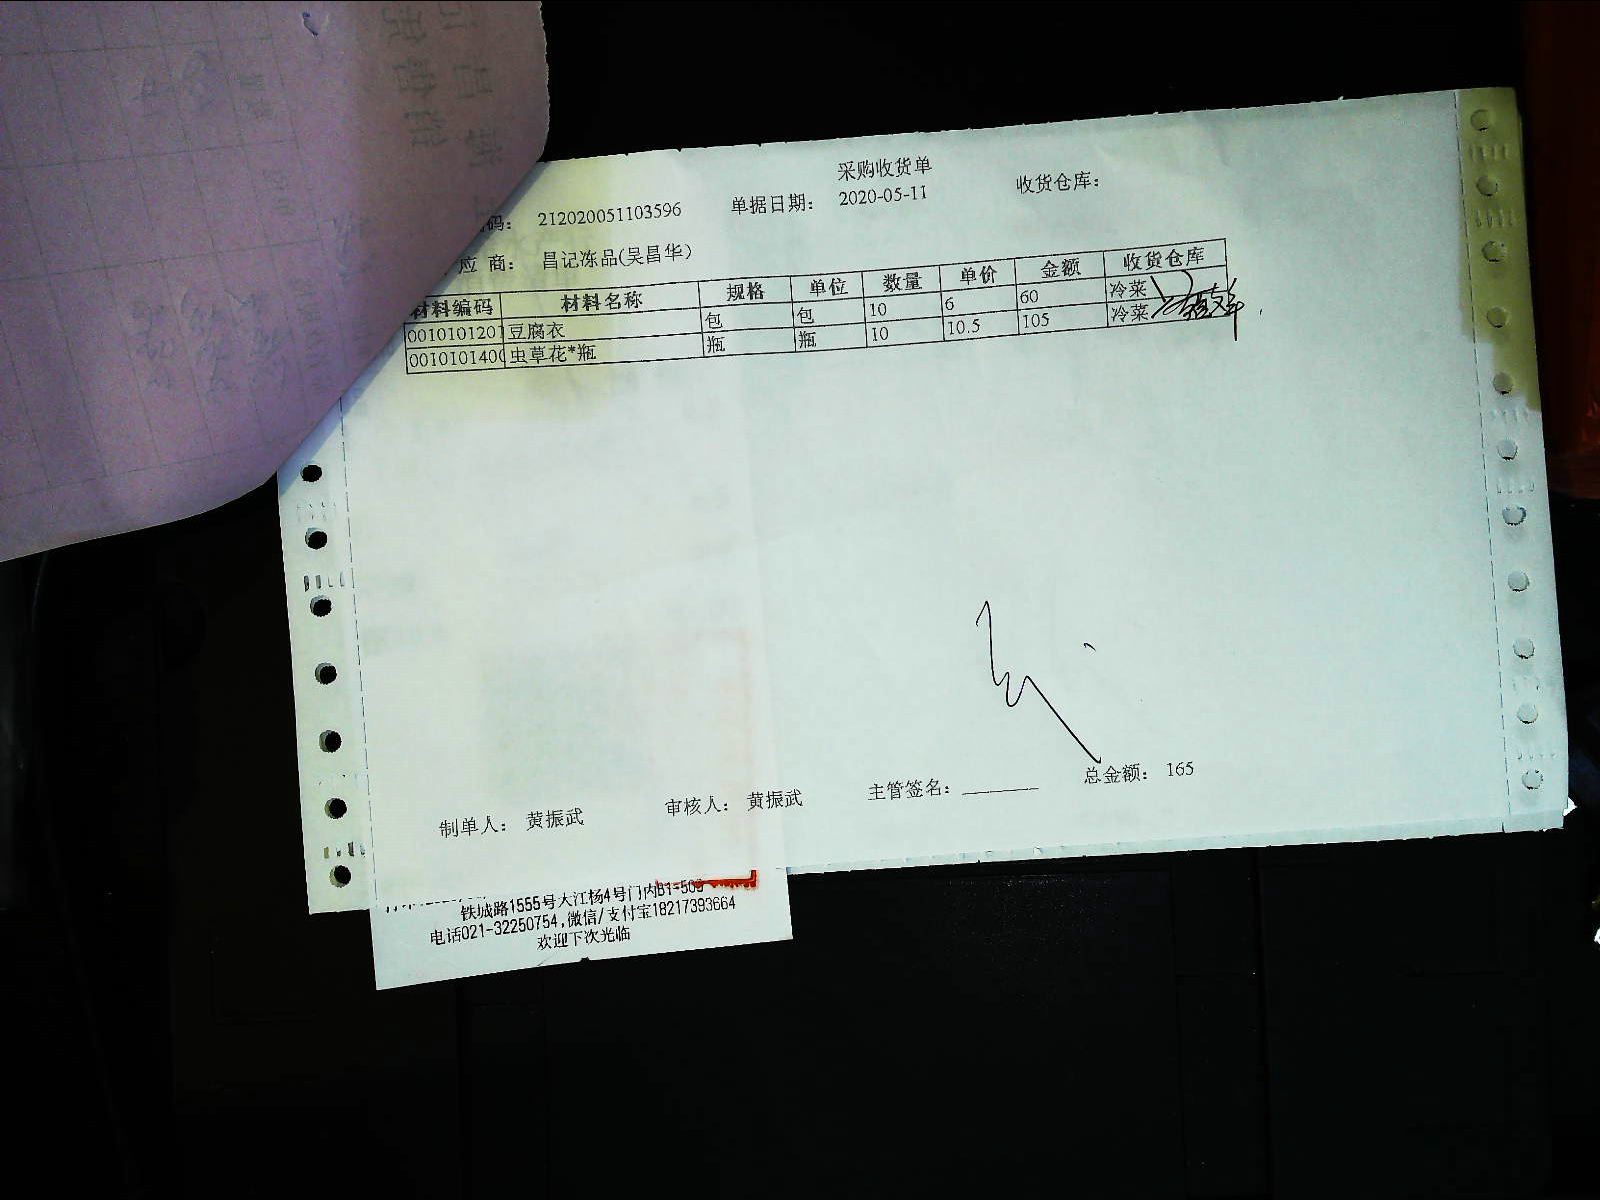 采购收货单
码： 212020051103596 单据日期： 2020-05-11 收货仓库：
应 商： 昌记冻品(吴昌华)
材料编码 材料名称 规格 单位 数量 单价 金额 收货仓库
001010120 豆腐衣 包 包 10 6 60 冷菜
001010140 虫草花*瓶 瓶 瓶 10 10.5 105 冷菜
制单人： 黄振武 审核人： 黄振武 主管签名： 总金额： 165
铁城路1555号大江杨4号门内B1-509
电话021-32250754,微信/支付宝18217393664
欢迎下次光临